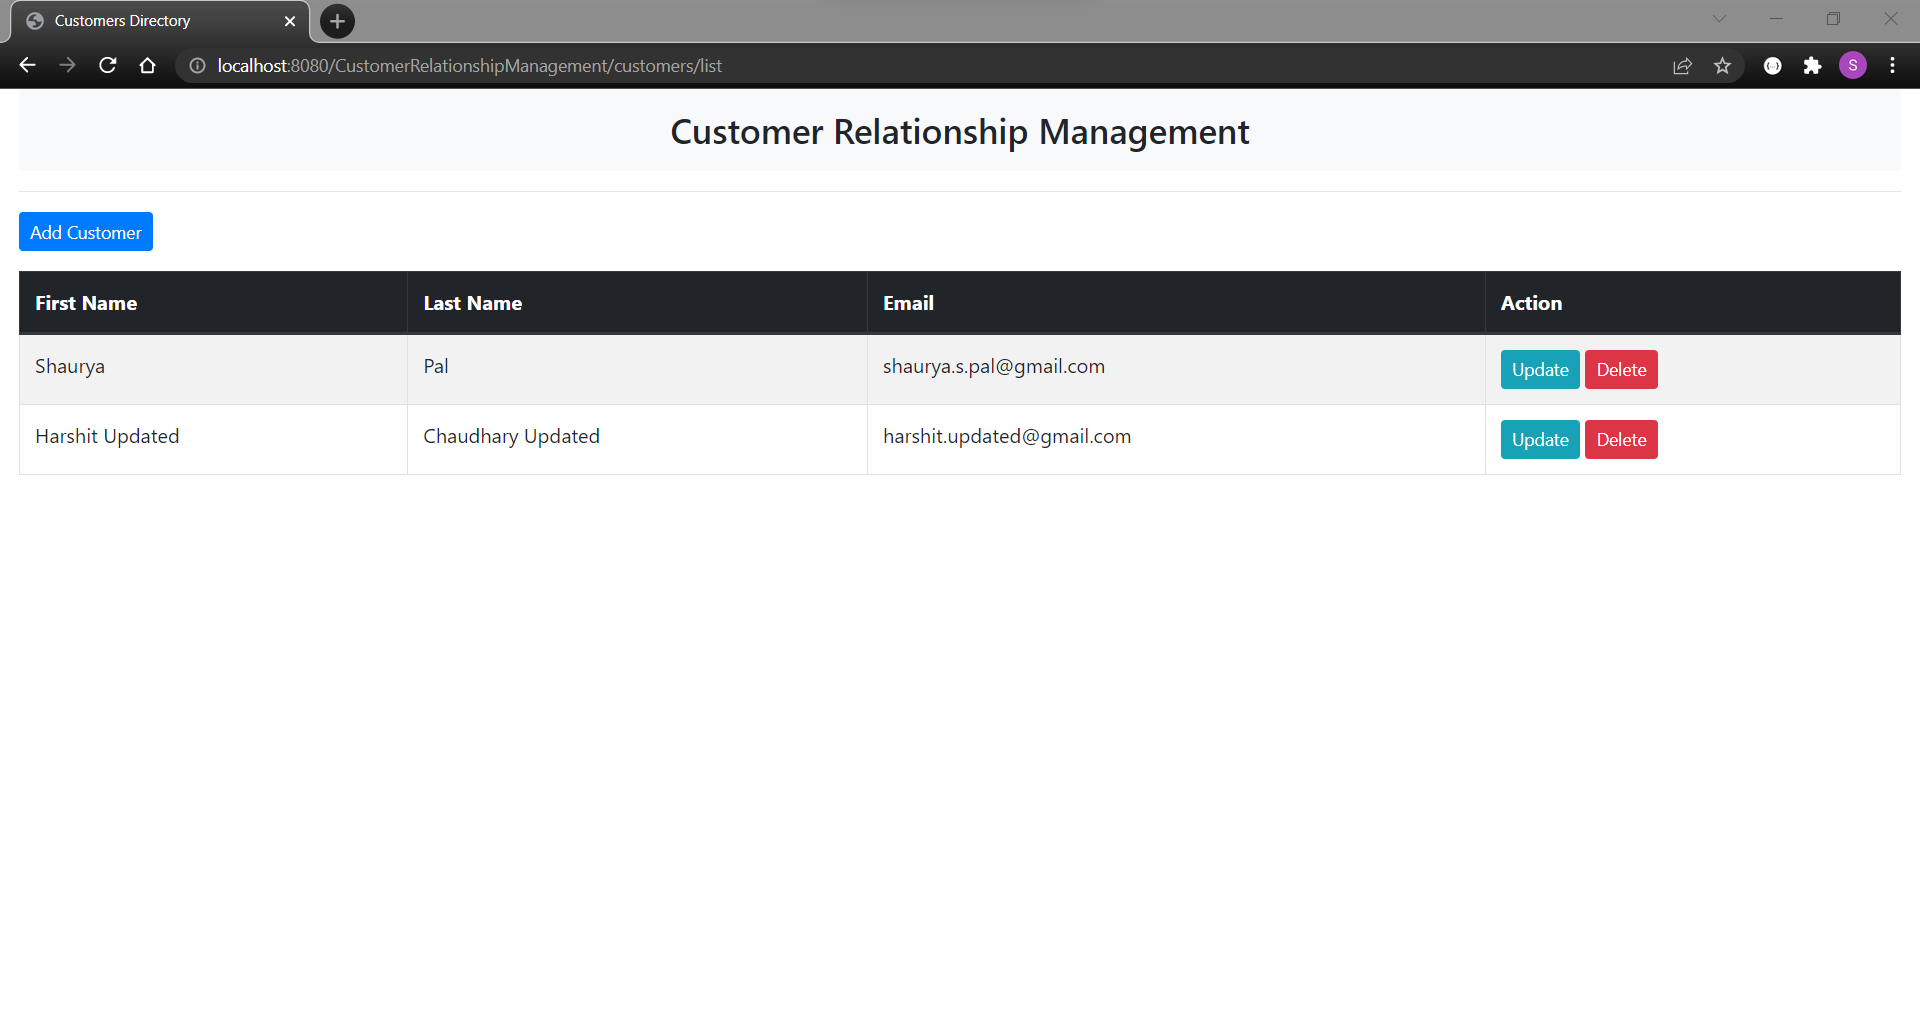 Customers Directory
localhost:8080/CustomerRelationshipManagement/customers/list
S
Customer Relationship Management
Add Customer
First Name Last Name Email Action
Shaurya Pal shaurya.s.pal@gmail.com Update Delete
Harshit Updated Chaudhary Updated harshit.updated@gmail.com Update Delete